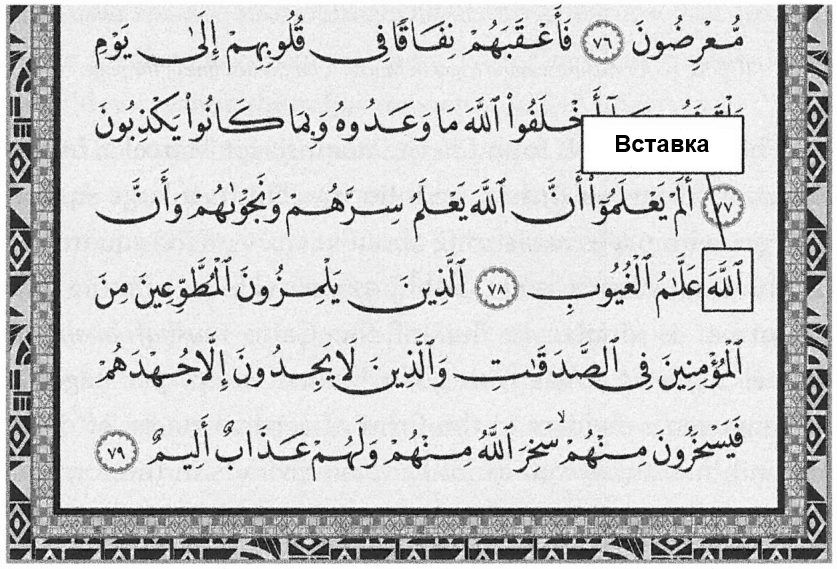 مُّعْرِضُونَ ٧٦ فَأَعْقَبَهُمْ نِفَاقًا فِى قُلُوبِهِمْ إِلَىٰ يَوْمِ
أَخْلَفُوا۟ ٱللَّهَ مَا وَعَدُوهُ وَبِمَا كَانُوا۟ يَكْذِبُونَ
Вставка
٧٧ أَلَمْ يَعْلَمُوٓا۟ أَنَّ ٱللَّهَ يَعْلَمُ سِرَّهُمْ وَنَجْوَىٰهُمْ وَأَنَّ
ٱللَّهَ عَلَّٰمُ ٱلْغُيُوبِ ٧٨ ٱلَّذِينَ يَلْمِزُونَ ٱلْمُطَّوِّعِينَ مِنَ
ٱلْمُؤْمِنِينَ فِى ٱلصَّدَقَٰتِ وَٱلَّذِينَ لَا يَجِدُونَ إِلَّا جُهْدَهُمْ
فَيَسْخَرُونَ مِنْهُمْ ۙ سَخِرَ ٱللَّهُ مِنْهُمْ وَلَهُمْ عَذَابٌ أَلِيمٌ ٧٩